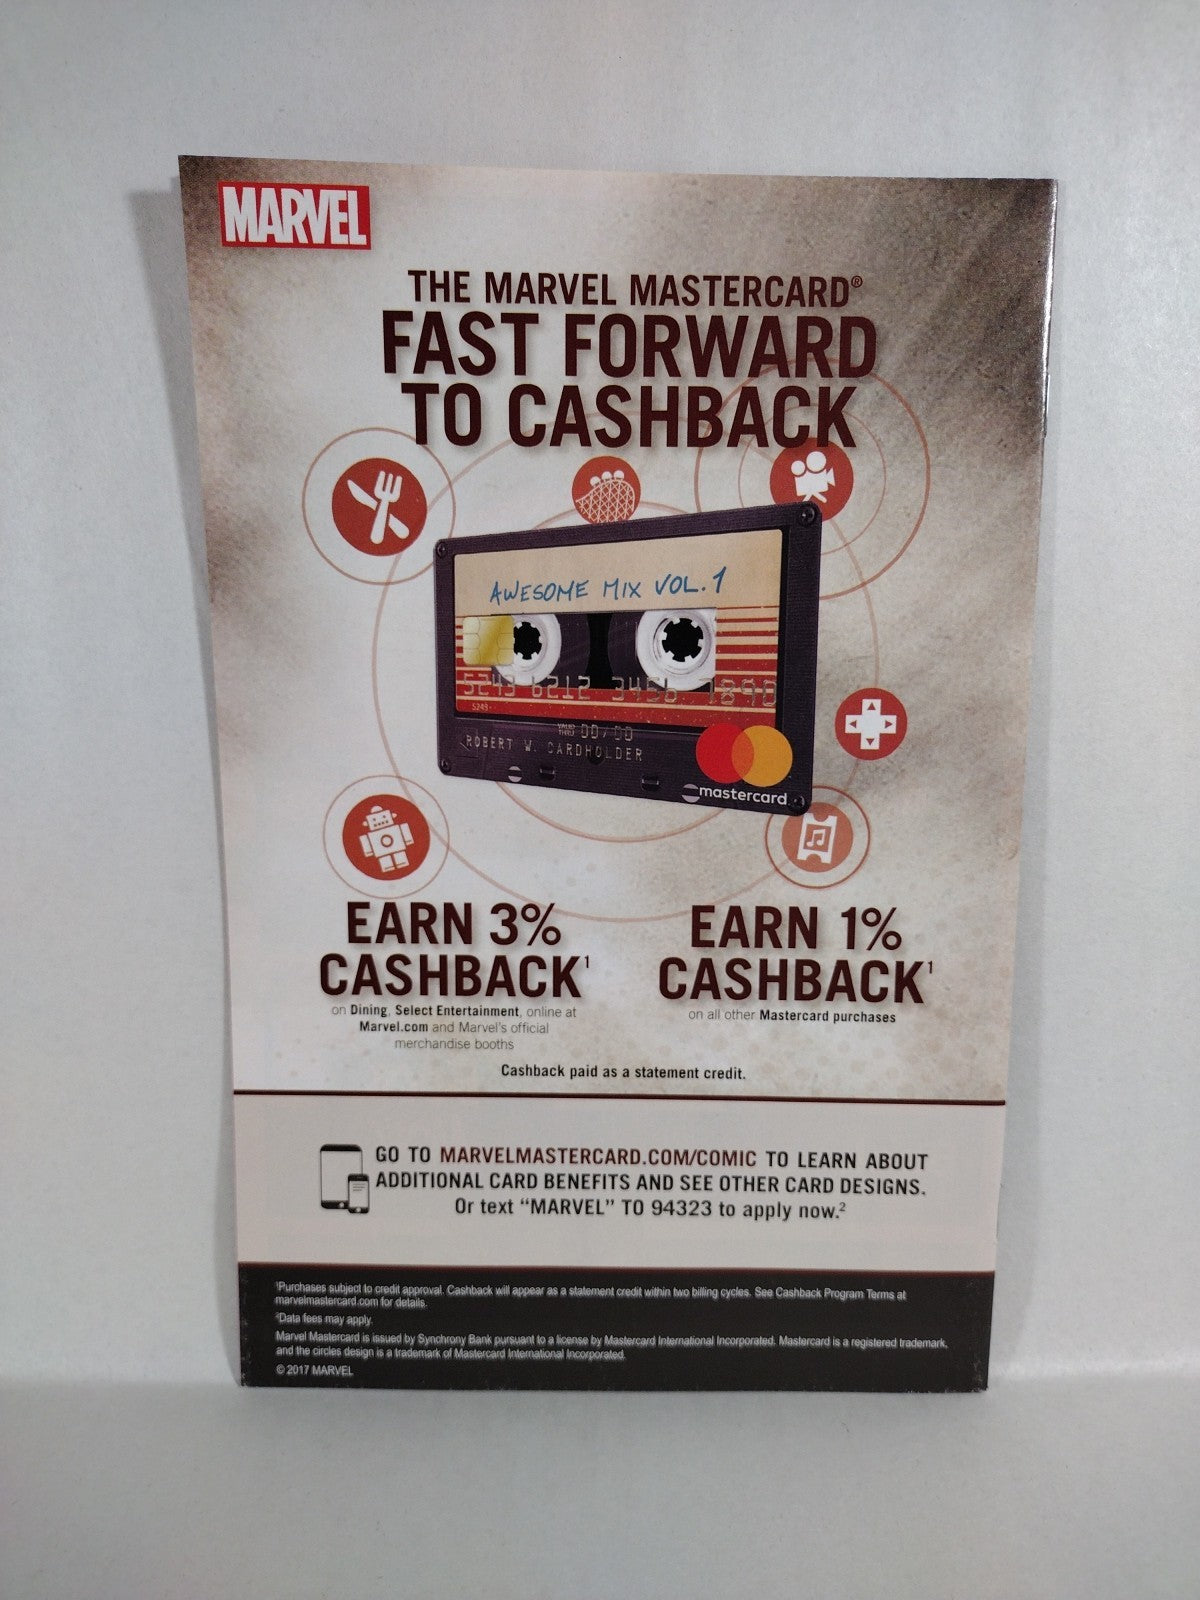 MARVEL
THE MARVEL MASTERCARD®
FAST FORWARD
TO CASHBACK
AWESOME MIX VOL. 1
5243 6212 3456 7890
5243
VALID THRU 00/00
ROBERT W. CARDHOLDER
mastercard
EARN 3%
CASHBACK¹
on Dining, Select Entertainment, online at
Marvel.com and Marvel's official
merchandise booths
EARN 1%
CASHBACK¹
on all other Mastercard purchases
Cashback paid as a statement credit.
GO TO MARVELMASTERCARD.COM/COMIC TO LEARN ABOUT
ADDITIONAL CARD BENEFITS AND SEE OTHER CARD DESIGNS.
Or text “MARVEL” TO 94323 to apply now.²
¹Purchases subject to credit approval. Cashback will appear as a statement credit within two billing cycles. See Cashback Program Terms at
marvelmastercard.com for details.
²Data fees may apply.
Marvel Mastercard is issued by Synchrony Bank pursuant to a license by Mastercard International Incorporated. Mastercard is a registered trademark,
and the circles design is a trademark of Mastercard International Incorporated.
© 2017 MARVEL